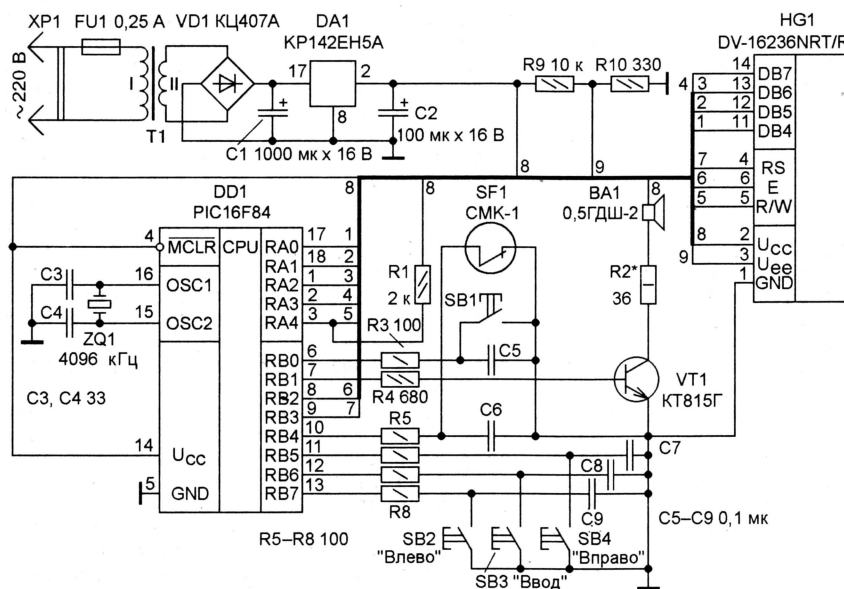 XP1
FU1 0,25 А
VD1 КЦ407А
DA1
КР142ЕН5А
HG1
DV-16236NRT/R
~220 В
I
II
T1
17
2
8
+
C1 1000 мк x 16 В
+
C2
100 мк x 16 В
R9 10 к
R10 330
8
9
4
3
2
1
14
13
12
11
DB7
DB6
DB5
DB4
7
6
5
4
6
5
RS
E
R/W
8
9
2
3
1
Ucc
Uee
GND
DD1
PIC16F84
8
8
SF1
СМК-1
BA1
0,5ГДШ-2
8
4
MCLR
CPU
RA0
17
1
RA1
18
2
RA2
1
3
RA3
2
4
RA4
3
5
C3
16
OSC1
C4
15
OSC2
ZQ1
4096 кГц
C3, C4 33
R1
2 к
SB1
R3 100
R2*
36
RB0
6
C5
RB1
7
R4 680
VT1
КТ815Г
RB2
8
6
RB3
9
7
RB4
10
R5
C6
RB5
11
C7
RB6
12
C8
RB7
13
R8
C9
14
UCC
5
GND
R5–R8 100
C5–C9 0,1 мк
SB2
"Влево"
SB3 "Ввод"
SB4
"Вправо"